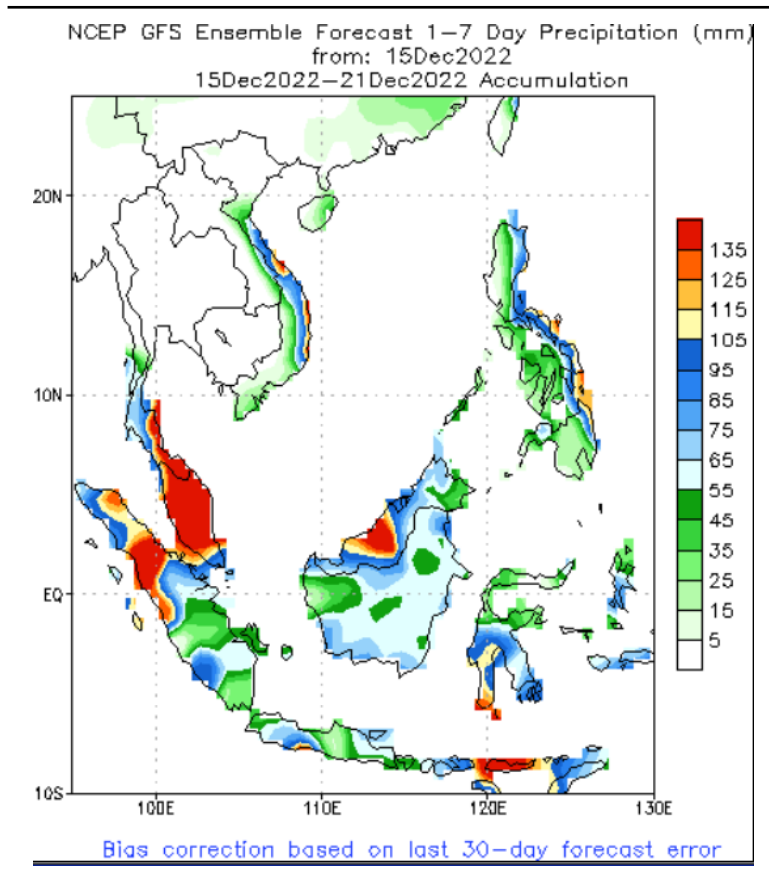 NCEP GFS Ensemble Forecast 1-7 Day Precipitation (mm)
from: 15Dec2022
15Dec2022-21Dec2022 Accumulation
20N
10N
EQ
10S
100E 110E 120E 130E
135
125
115
105
95
85
75
65
55
45
35
25
15
5
Bias correction based on last 30-day forecast error